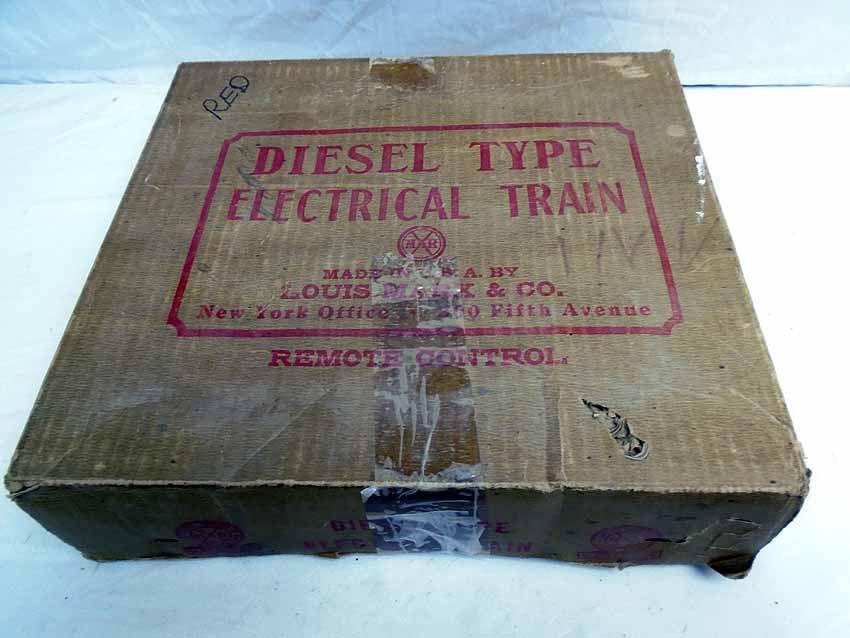 RED
DIESEL TYPE
ELECTRICAL TRAIN
MAR
MADE IN U.S.A. BY
LOUIS MARX & CO.
New York Office 200 Fifth Avenue
REMOTE CONTROL
DIESEL TYPE
ELECTRICAL TRAIN